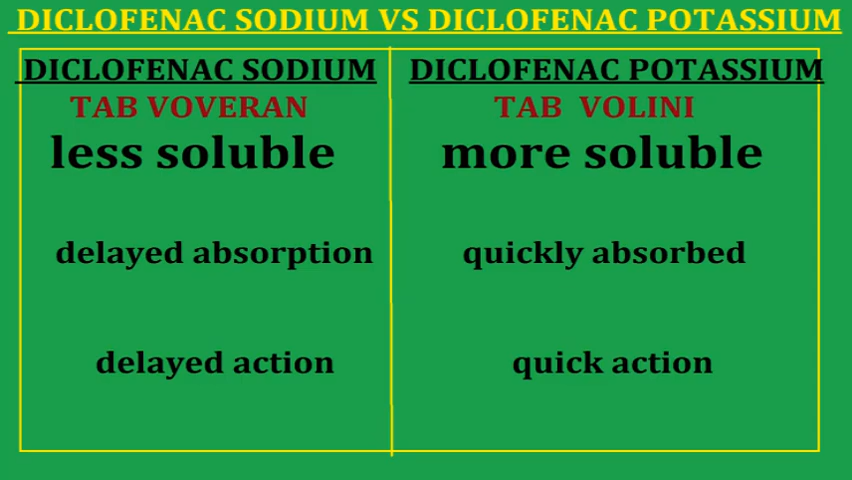 DICLOFENAC SODIUM VS DICLOFENAC POTASSIUM
DICLOFENAC SODIUM
TAB VOVERAN
less soluble
delayed absorption
delayed action
DICLOFENAC POTASSIUM
TAB VOLINI
more soluble
quickly absorbed
quick action